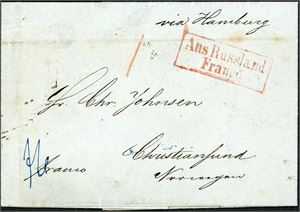 via Hamburg
Aus Russland
Franco
Hr. Chr. Johnsen
Christiansund
Franco
Norwegen